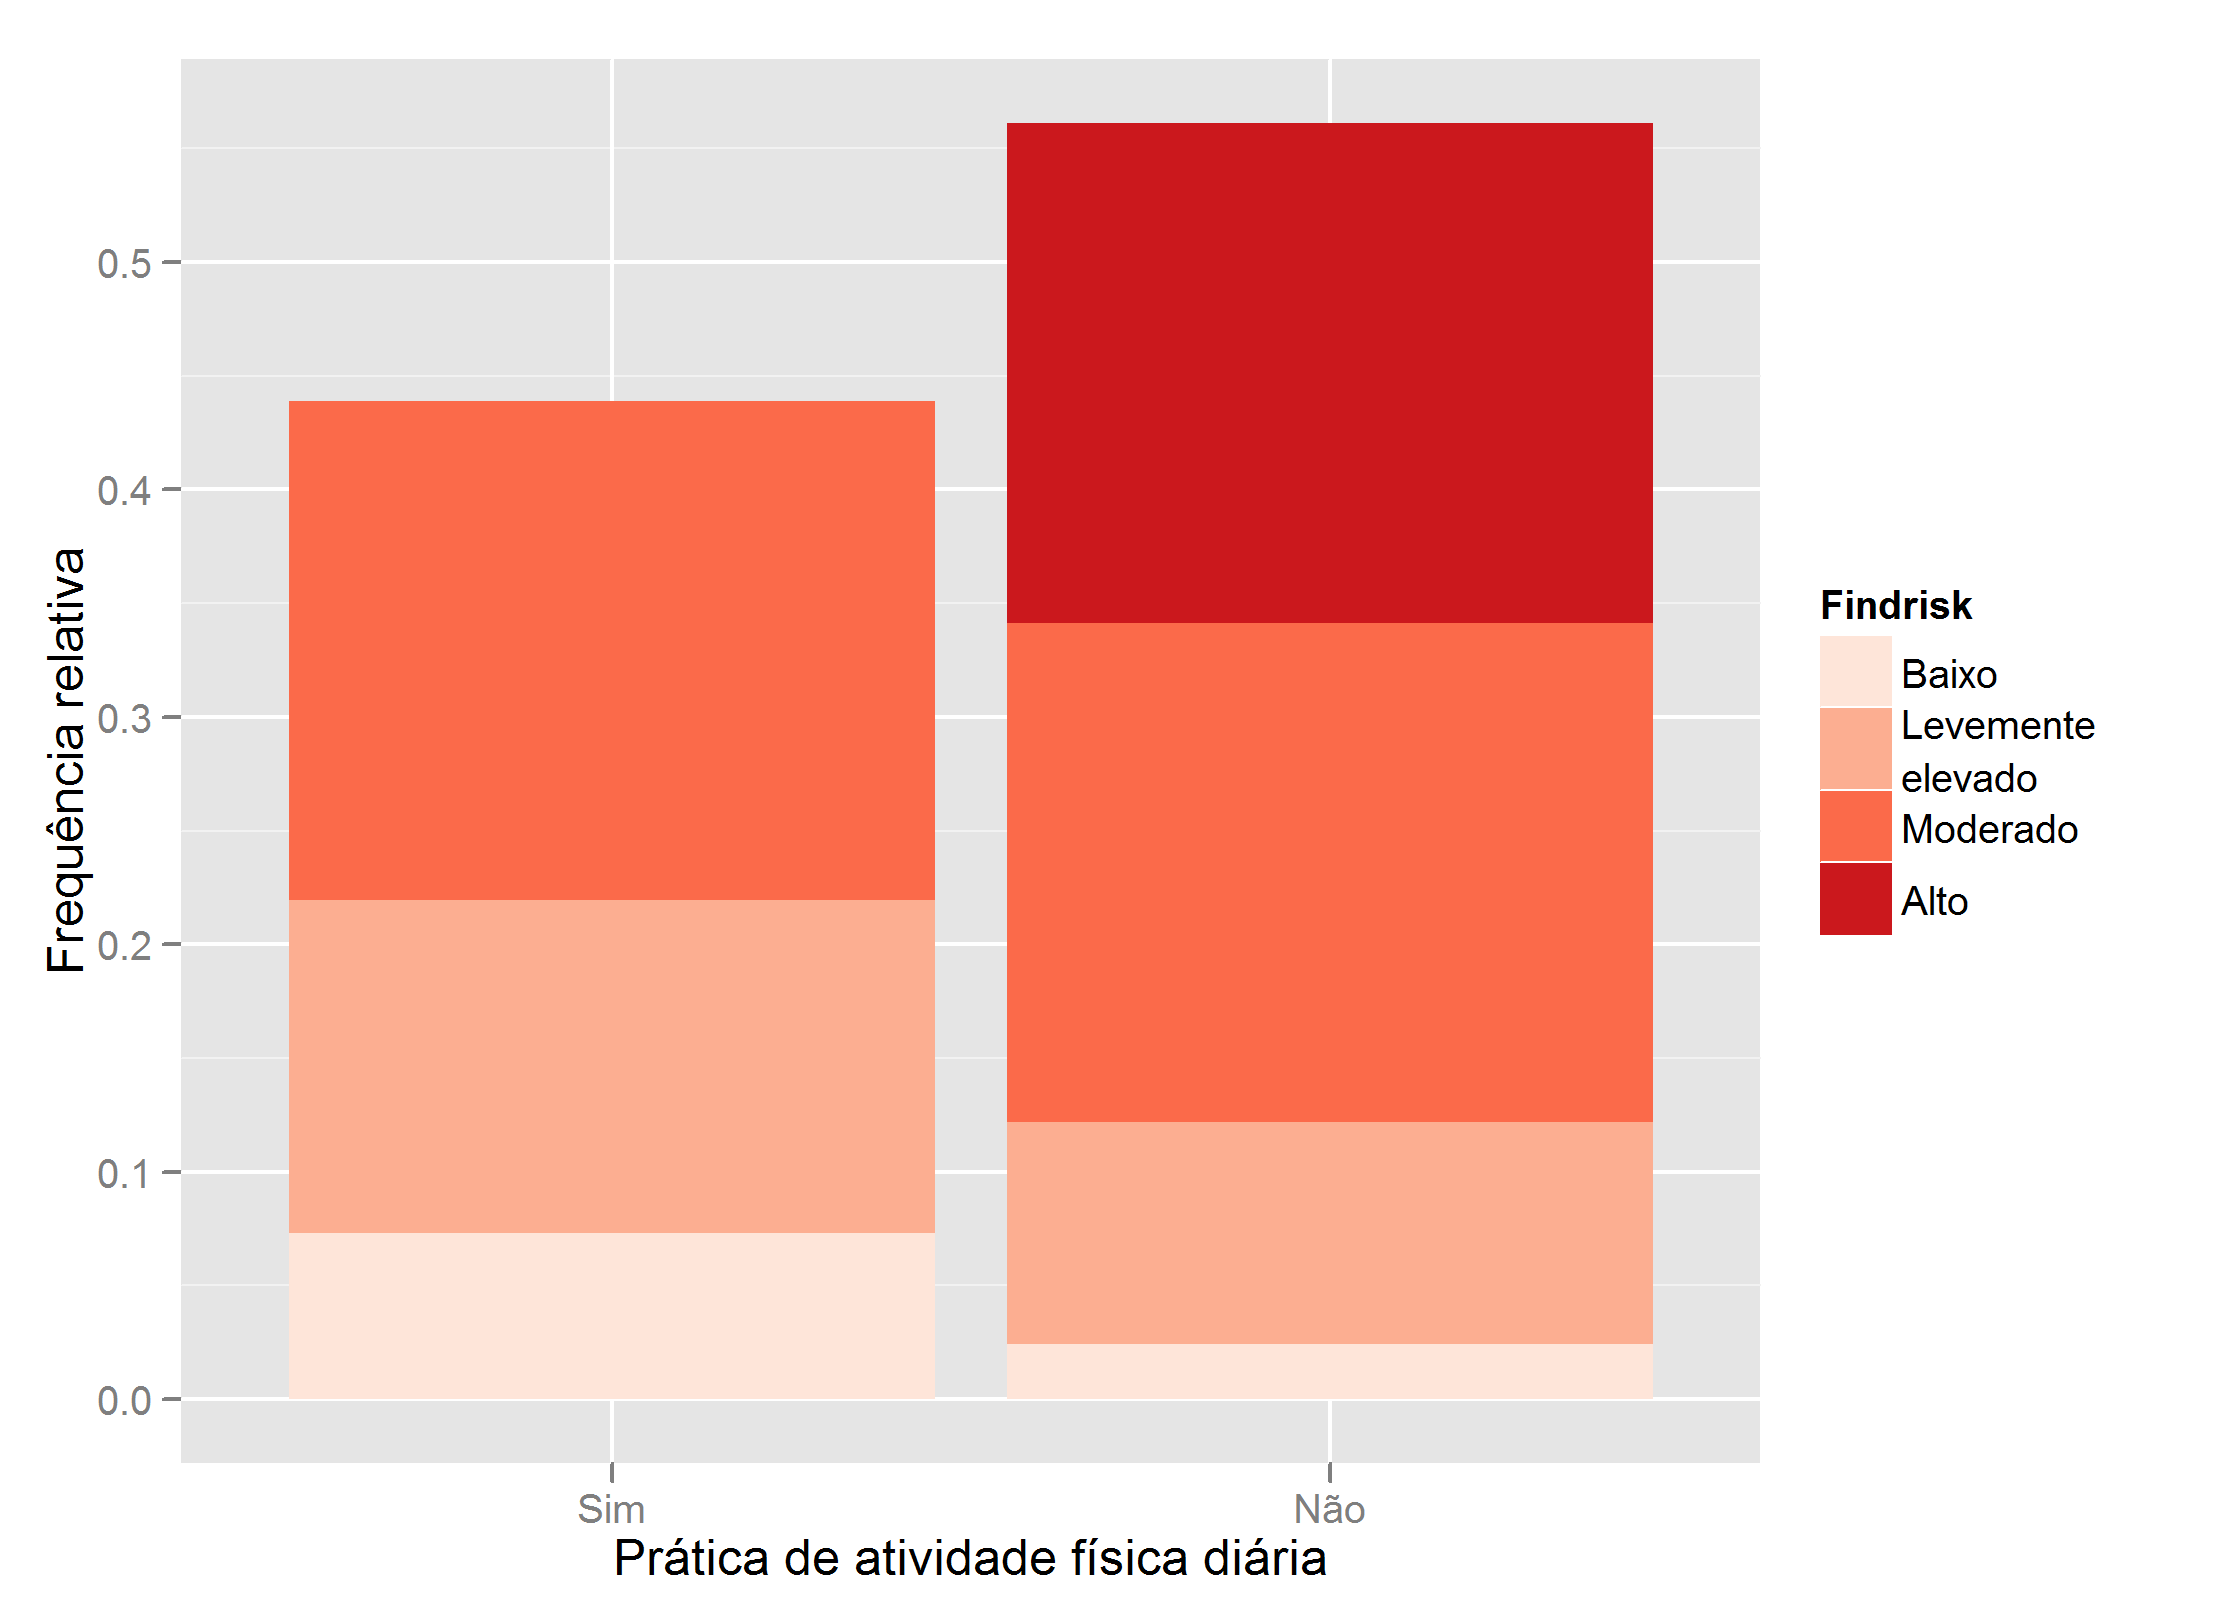 Frequência relativa
0.5
0.4
0.3
0.2
0.1
0.0
Sim
Não
Prática de atividade física diária
Findrisk
Baixo
Levemente
elevado
Moderado
Alto